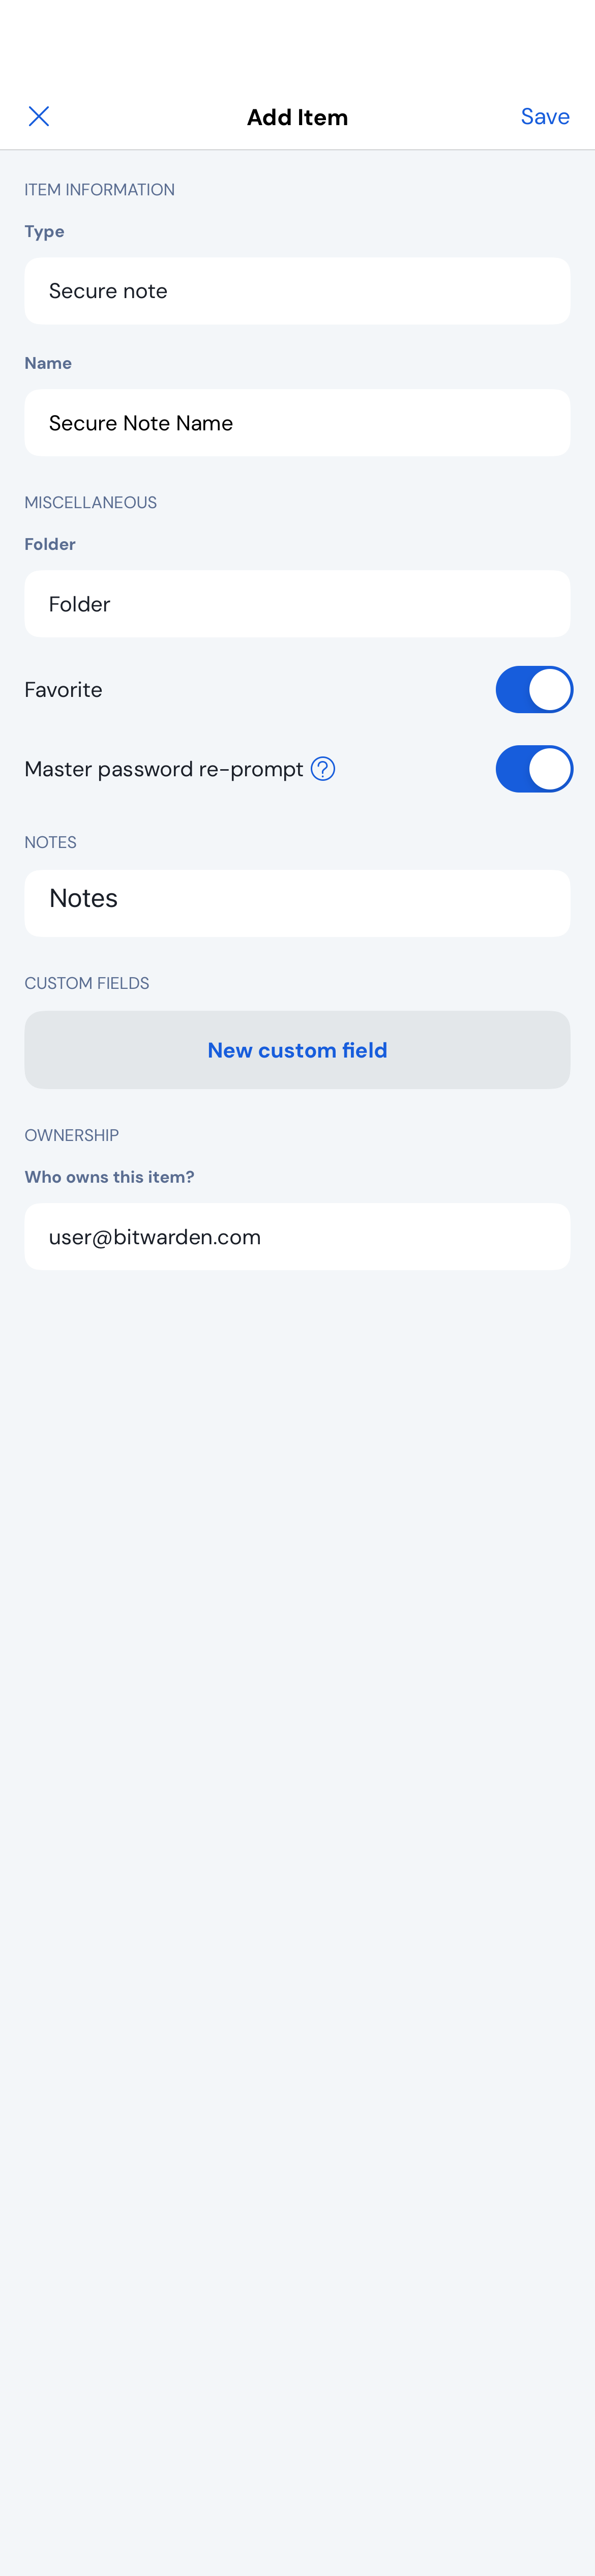 Add Item
Save
ITEM INFORMATION
Type
Secure note
Name
Secure Note Name
MISCELLANEOUS
Folder
Folder
Favorite
Master password re-prompt ?
NOTES
Notes
CUSTOM FIELDS
New custom field
OWNERSHIP
Who owns this item?
user@bitwarden.com